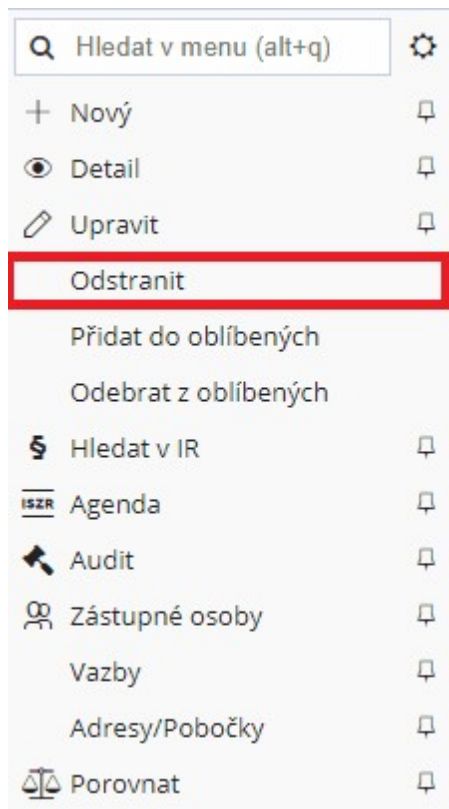 Hledat v menu (alt+q)
Nový
Detail
Upravit
Odstranit
Přidat do oblíbených
Odebrat z oblíbených
§ Hledat v IR
ISZR Agenda
Audit
Zástupné osoby
Vazby
Adresy/Pobočky
Porovnat